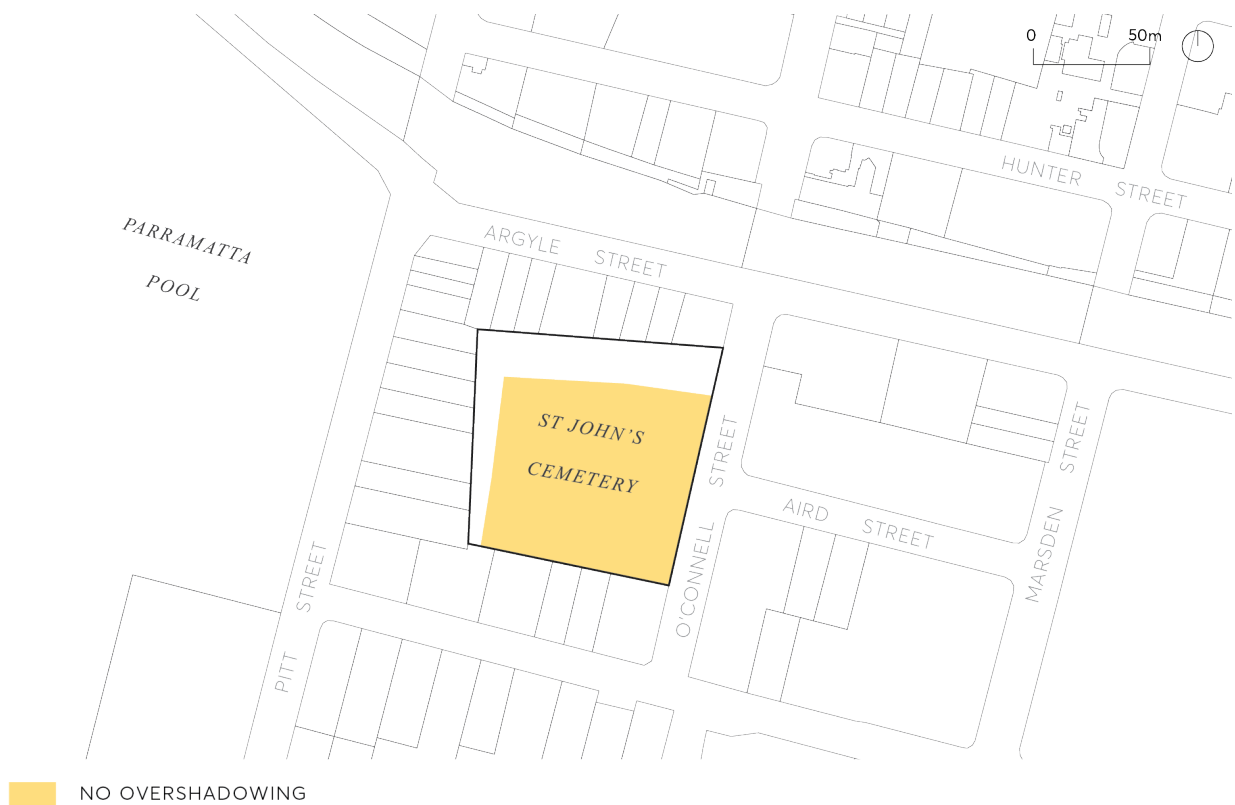 0 50m
HUNTER STREET
PARRAMATTA
POOL
ARGYLE STREET
ST JOHN'S
CEMETERY
O'CONNELL STREET
AIRD STREET
MARSDEN STREET
PITT STREET
NO OVERSHADOWING